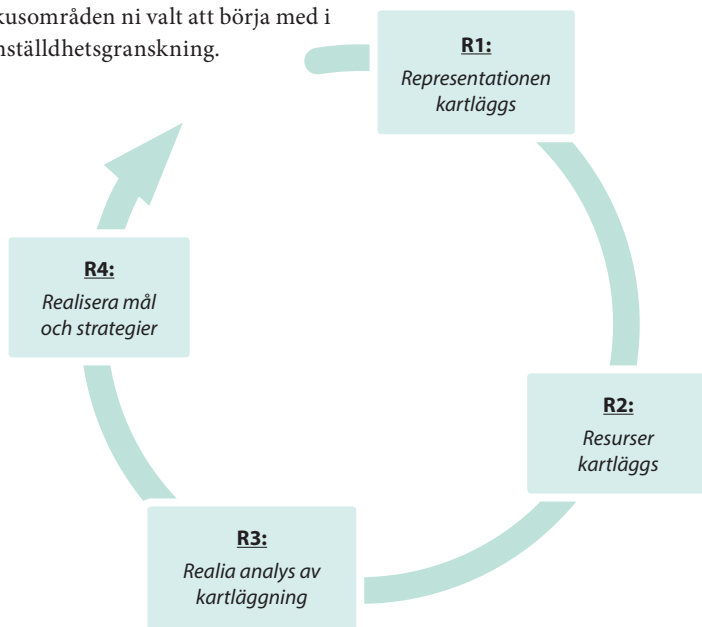 kusområden ni valt att börja med i
nställdhetsgranskning.
R1:
Representationen
kartläggs
R2:
Resurser
kartläggs
R3:
Realia analys av
kartläggning
R4:
Realisera mål
och strategier